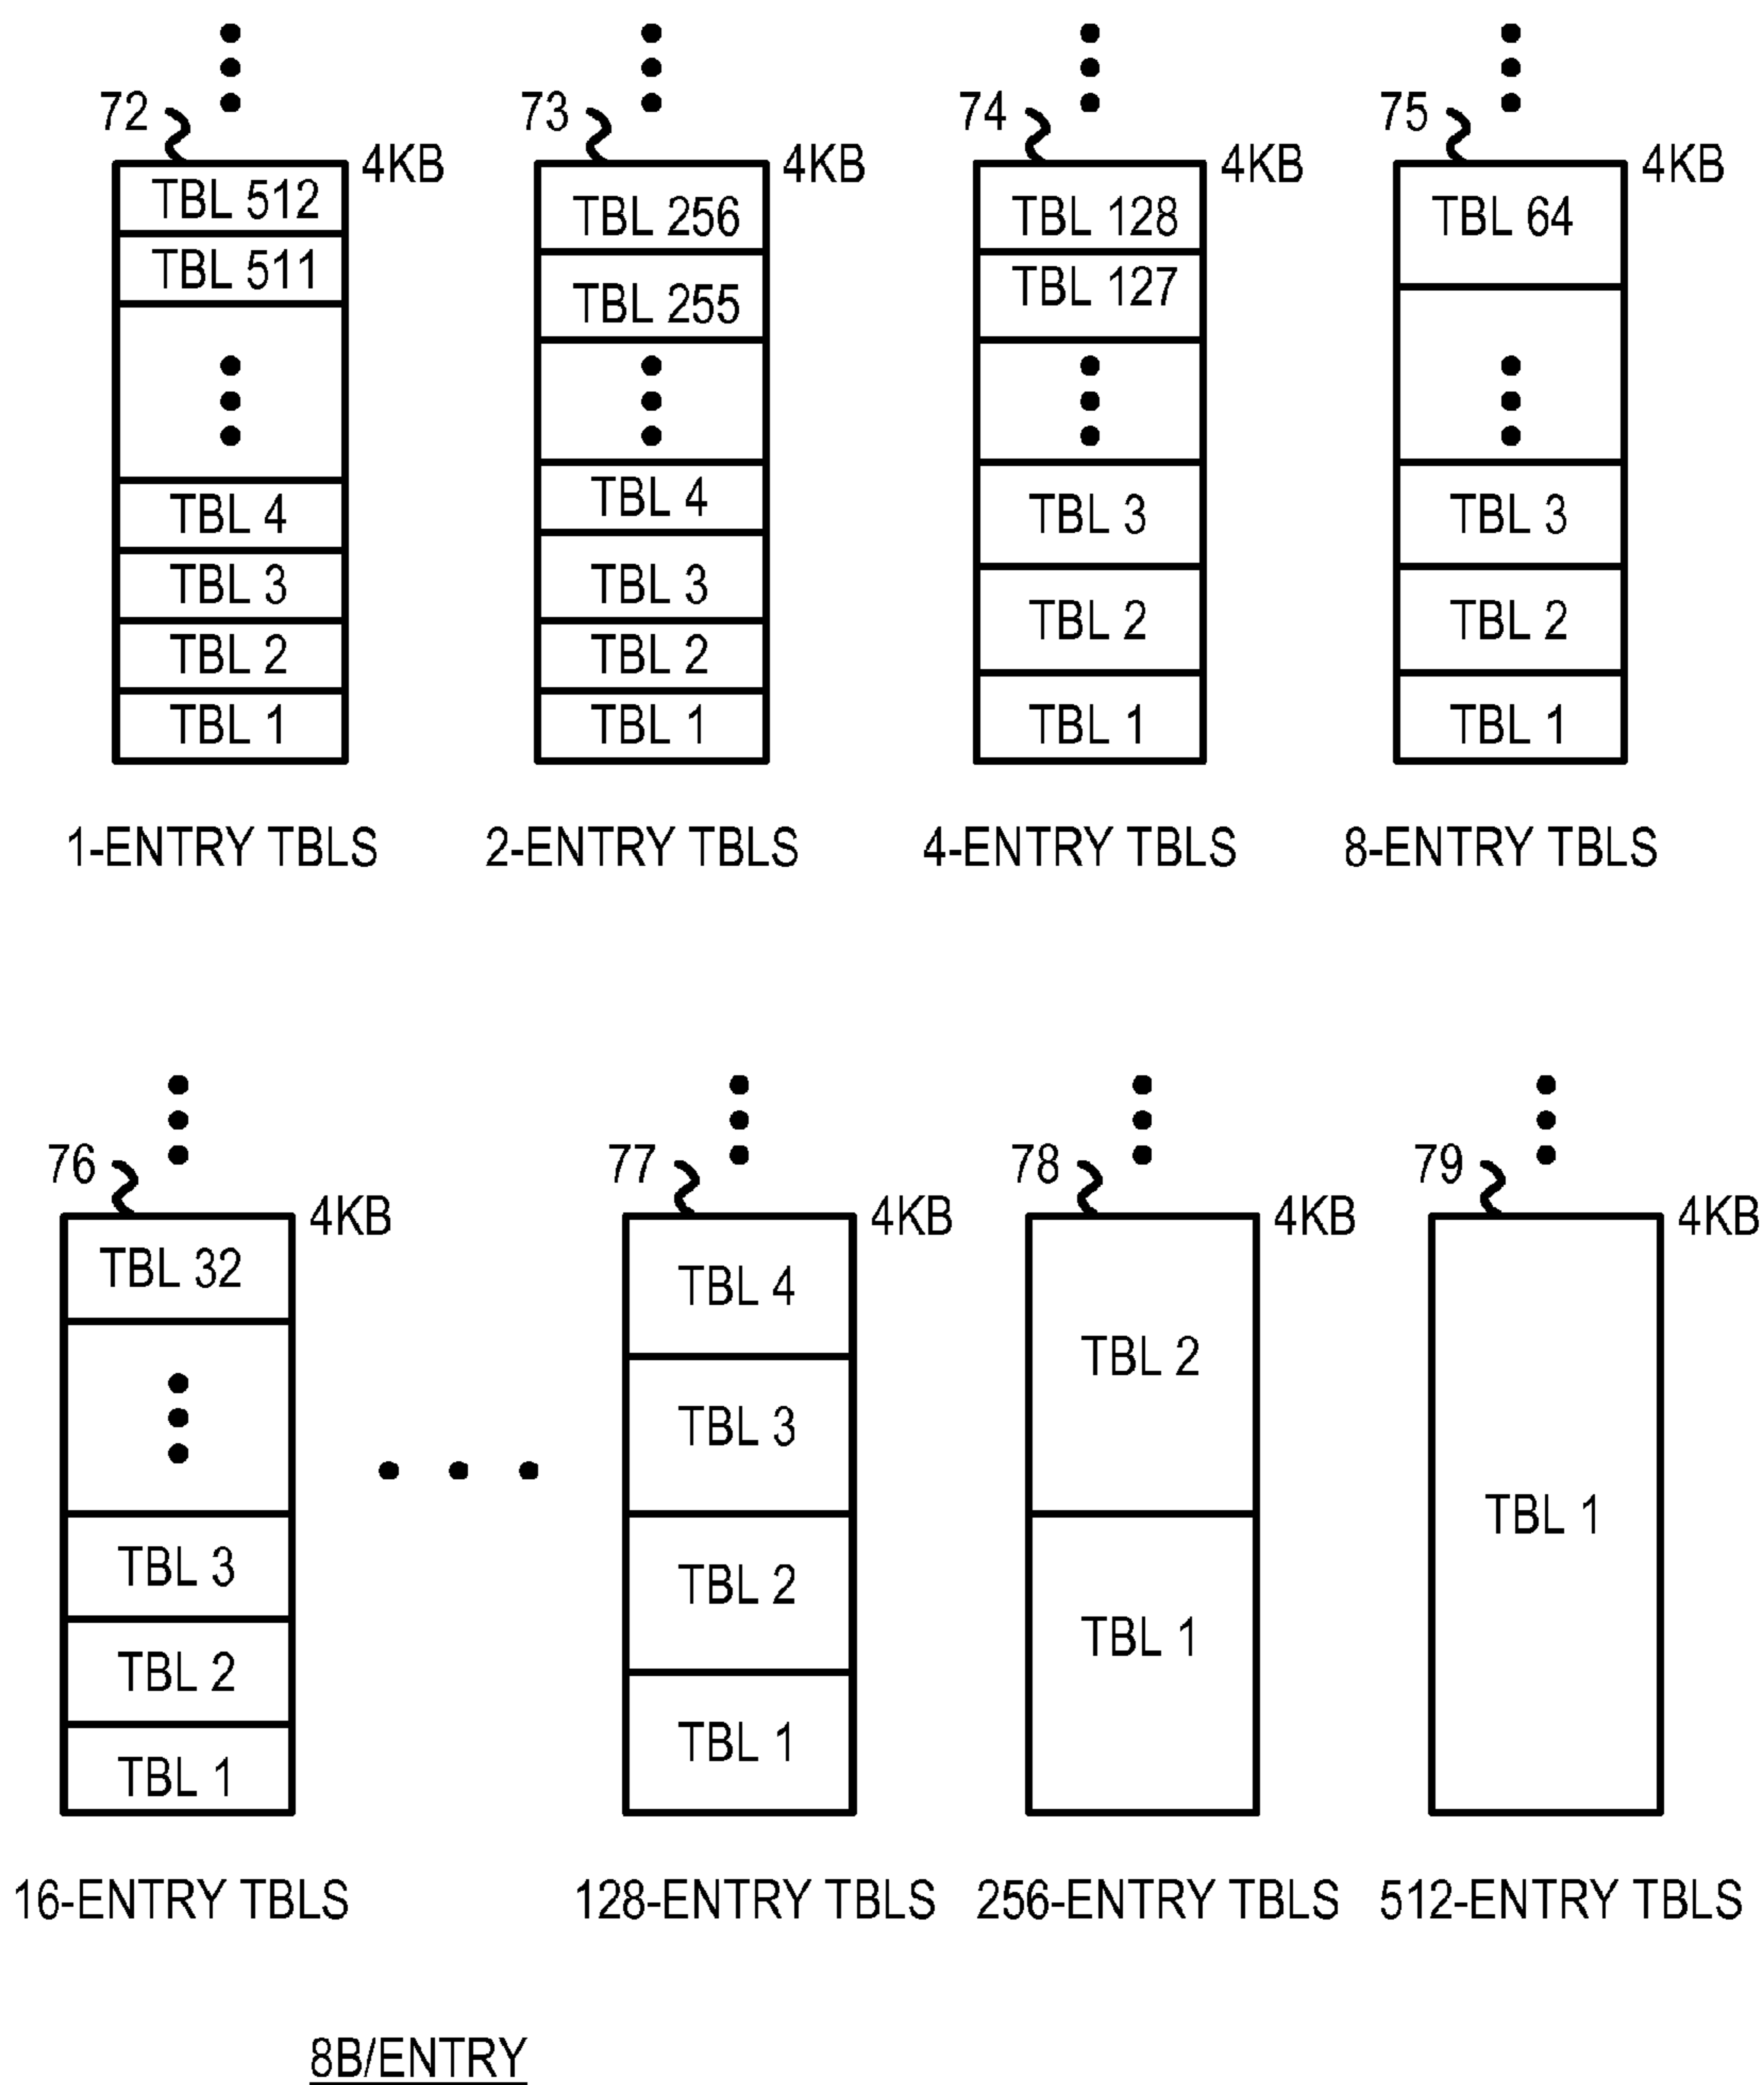 72
4KB
TBL 512
TBL 511
TBL 4
TBL 3
TBL 2
TBL 1
1-ENTRY TBLS
73
4KB
TBL 256
TBL 255
TBL 4
TBL 3
TBL 2
TBL 1
2-ENTRY TBLS
74
4KB
TBL 128
TBL 127
TBL 3
TBL 2
TBL 1
4-ENTRY TBLS
75
4KB
TBL 64
TBL 3
TBL 2
TBL 1
8-ENTRY TBLS
76
4KB
TBL 32
TBL 3
TBL 2
TBL 1
16-ENTRY TBLS
77
4KB
TBL 4
TBL 3
TBL 2
TBL 1
128-ENTRY TBLS
78
4KB
TBL 2
TBL 1
256-ENTRY TBLS
79
4KB
TBL 1
512-ENTRY TBLS
8B/ENTRY